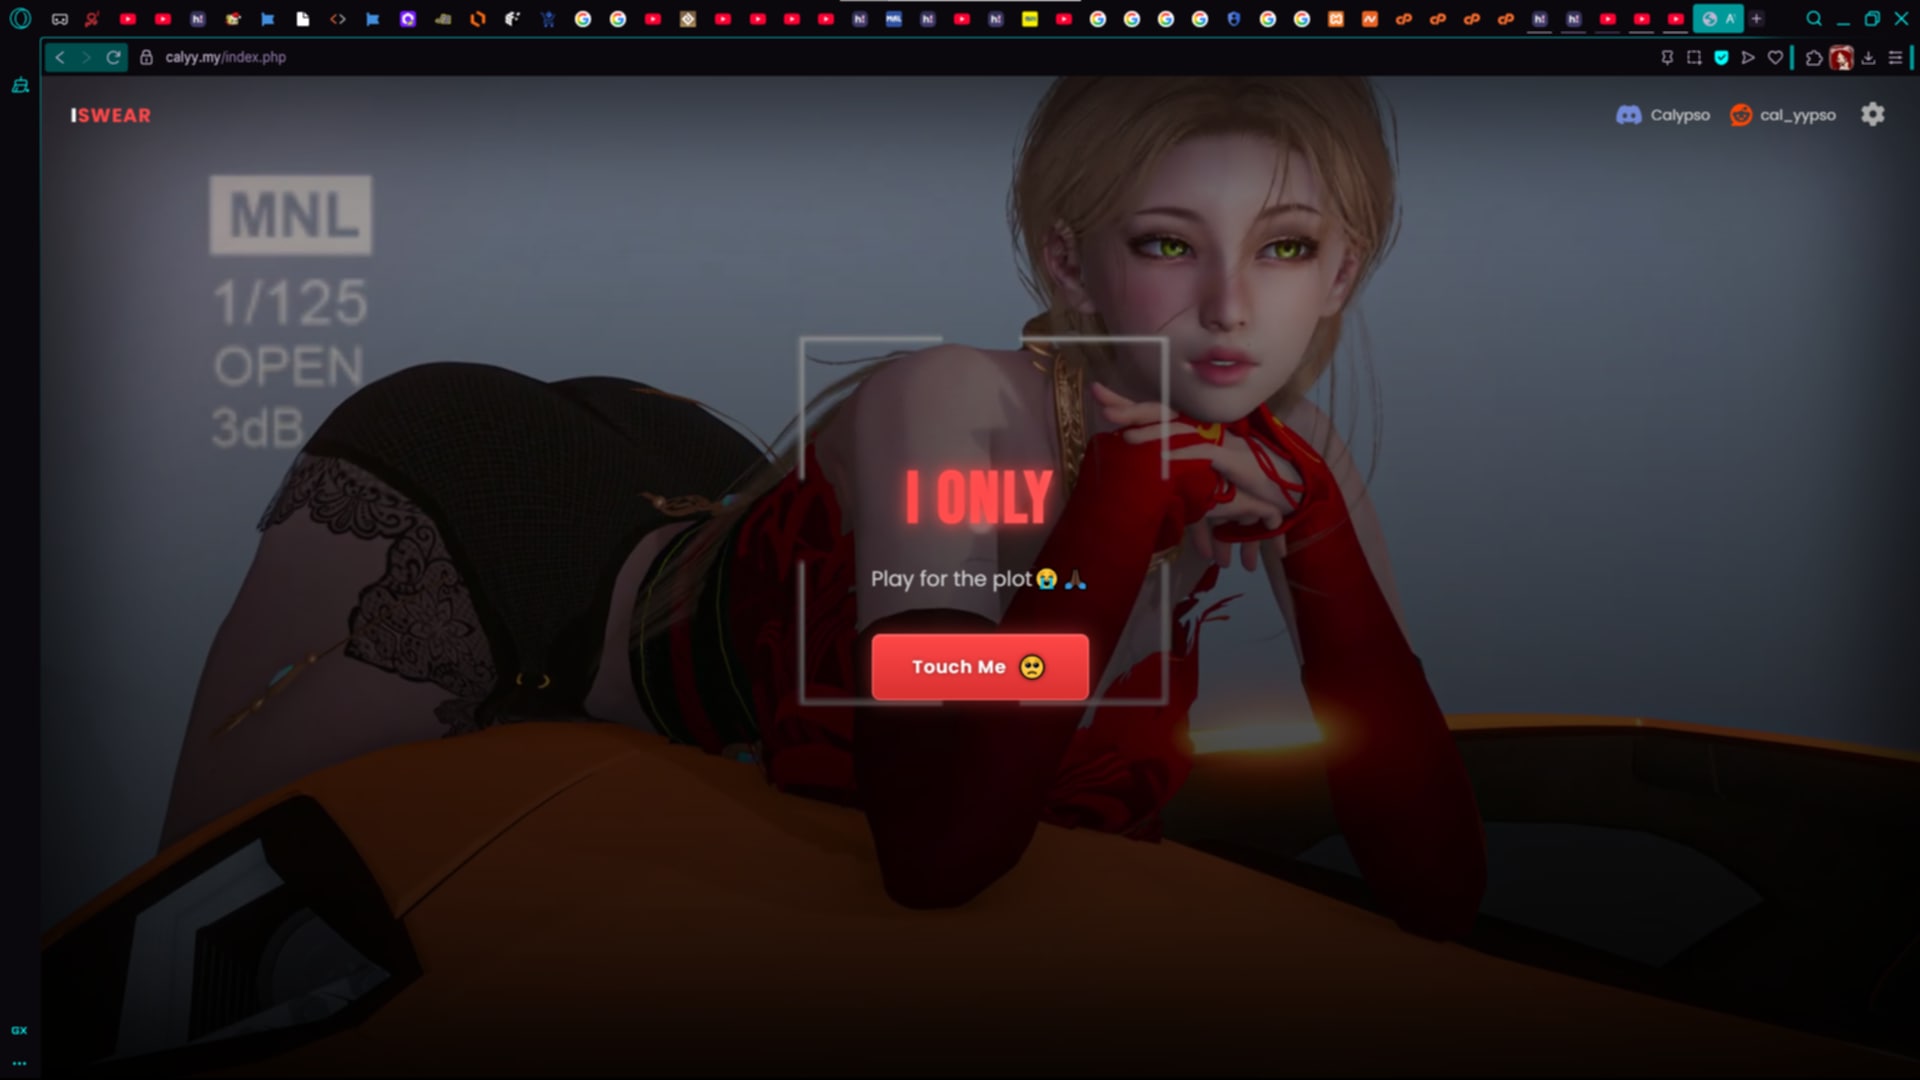 calyy.my/index.php
ISWEAR
Calypso
cal_yypso
MNL
1/125
OPEN
3dB
I ONLY
Play for the plot😭🙏🏾
Touch Me 🥺
GX